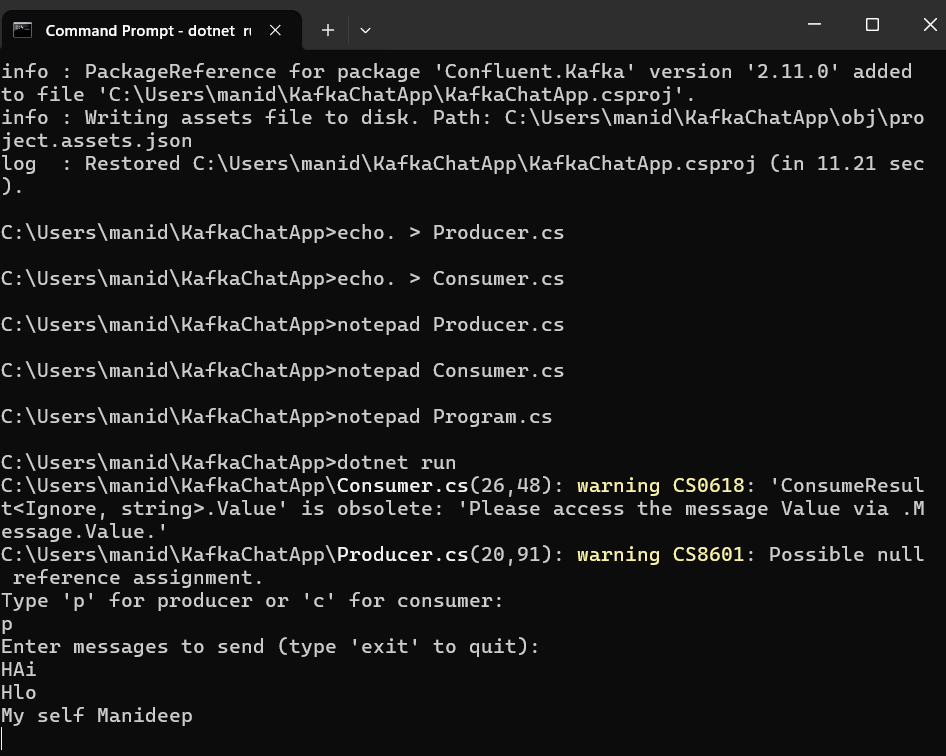 Command Prompt - dotnet r
info : PackageReference for package 'Confluent.Kafka' version '2.11.0' added
to file 'C:\Users\manid\KafkaChatApp\KafkaChatApp.csproj'.
info : Writing assets file to disk. Path: C:\Users\manid\KafkaChatApp\obj\pro
ject.assets.json
log  : Restored C:\Users\manid\KafkaChatApp\KafkaChatApp.csproj (in 11.21 sec
).
C:\Users\manid\KafkaChatApp>echo. > Producer.cs
C:\Users\manid\KafkaChatApp>echo. > Consumer.cs
C:\Users\manid\KafkaChatApp>notepad Producer.cs
C:\Users\manid\KafkaChatApp>notepad Consumer.cs
C:\Users\manid\KafkaChatApp>notepad Program.cs
C:\Users\manid\KafkaChatApp>dotnet run
C:\Users\manid\KafkaChatApp\Consumer.cs(26,48): warning CS0618: 'ConsumeResul
t<Ignore, string>.Value' is obsolete: 'Please access the message Value via .M
essage.Value.'
C:\Users\manid\KafkaChatApp\Producer.cs(20,91): warning CS8601: Possible null
 reference assignment.
Type 'p' for producer or 'c' for consumer:
p
Enter messages to send (type 'exit' to quit):
HAi
Hlo
My self Manideep